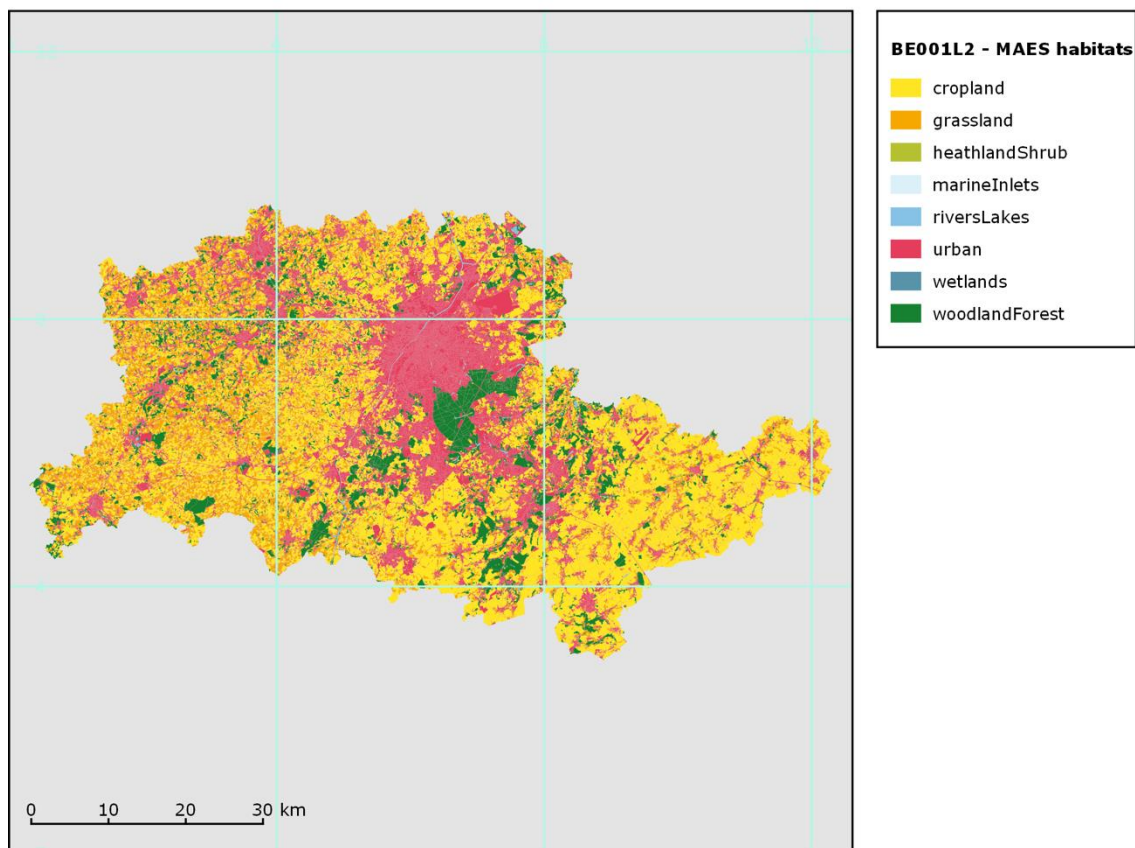 BE001L2 - MAES habitats
cropland
grassland
heathlandShrub
marineInlets
riversLakes
urban
wetlands
woodlandForest
0 10 20 30 km